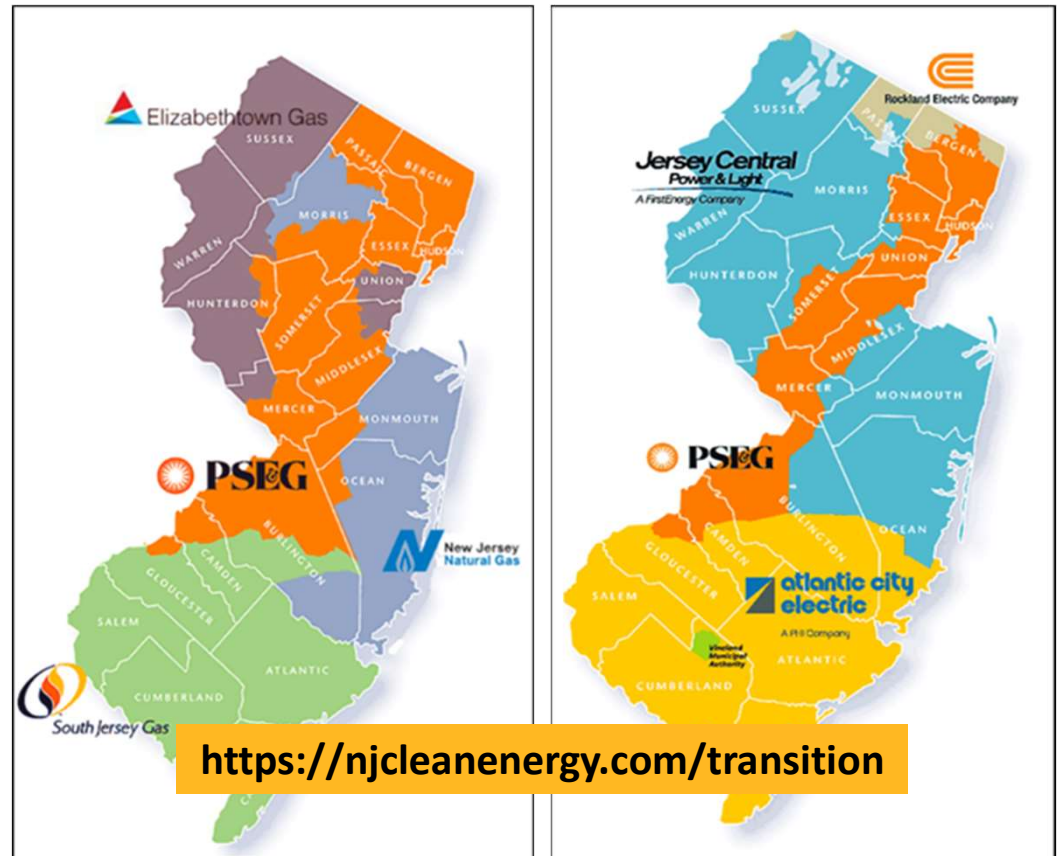 Elizabethtown Gas
SUSSEX
PASSAIC
BERGEN
MORRIS
WARREN
ESSEX
HUDSON
UNION
HUNTERDON
SOMERSET
MIDDLESEX
MERCER
MONMOUTH
PSE&G
OCEAN
BURLINGTON
New Jersey
Natural Gas
CAMDEN
GLOUCESTER
SALEM
ATLANTIC
CUMBERLAND
South Jersey Gas
Rockland Electric Company
SUSSEX
PASSAIC
BERGEN
Jersey Central
Power & Light
A FirstEnergy Company
MORRIS
ESSEX
HUDSON
WARREN
UNION
HUNTERDON
SOMERSET
MIDDLESEX
MERCER
MONMOUTH
PSE&G
OCEAN
BURLINGTON
CAMDEN
GLOUCESTER
atlantic city
electric
A PHI Company
SALEM
Vineland
Municipal
Authority
ATLANTIC
CUMBERLAND
https://njcleanenergy.com/transition